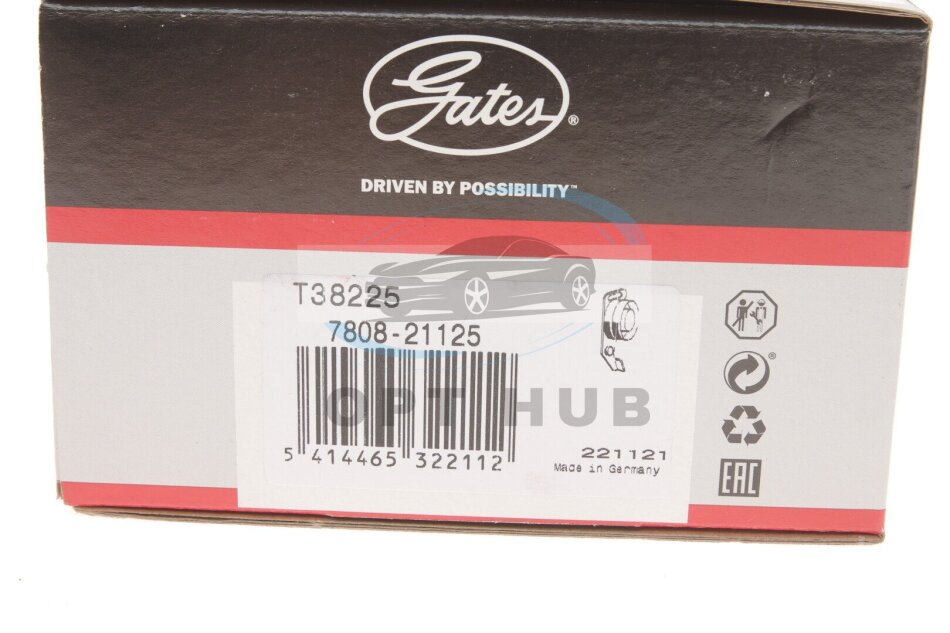 Gates®
DRIVEN BY POSSIBILITY™
T38225
7808-21125
OPT HUB
5 414465 322112
221121
Made in Germany
®
EAC